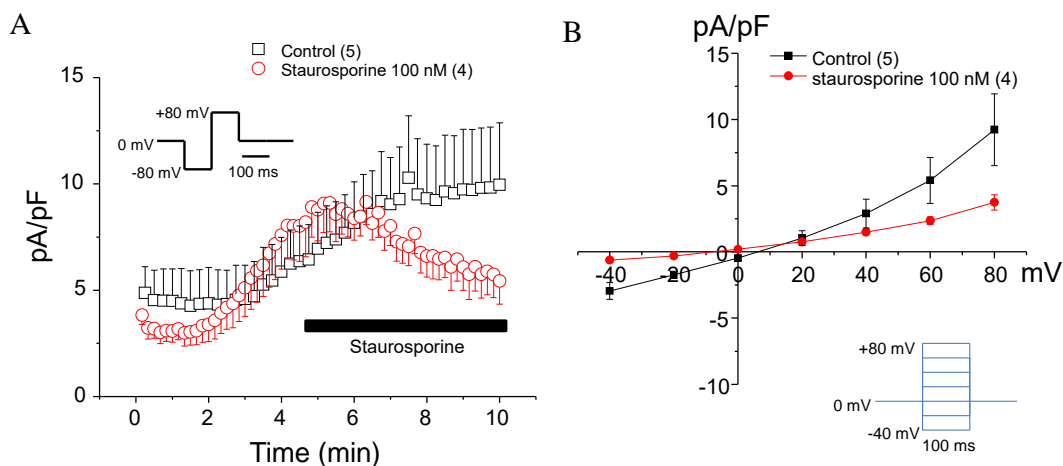 A
Control (5)
Staurosporine 100 nM (4)
15
10
5
0
pA/pF
+80 mV
0 mV
-80 mV
100 ms
Staurosporine
0 2 4 6 8 10
Time (min)
B
pA/pF
Control (5)
staurosporine 100 nM (4)
15
10
5
0
-5
-10
-40 -20 0 20 40 60 80 mV
+80 mV
0 mV
-40 mV
100 ms